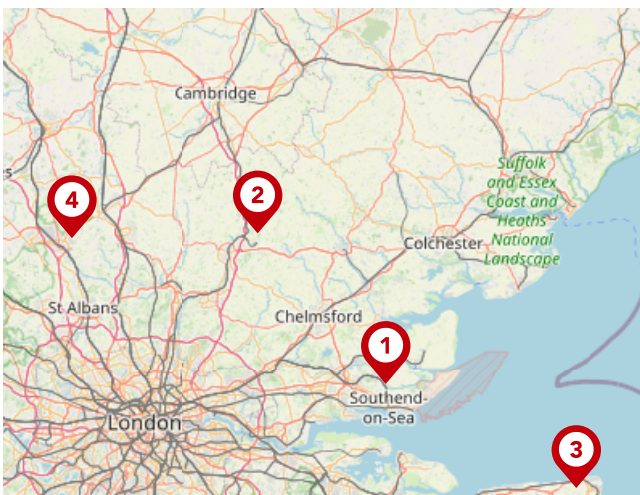 Cambridge
s
2
4
Suffolk
and Essex
Coast and
Heaths
National
Landscape
Colchester
St Albans
Chelmsford
1
Southend-
on-Sea
London
3